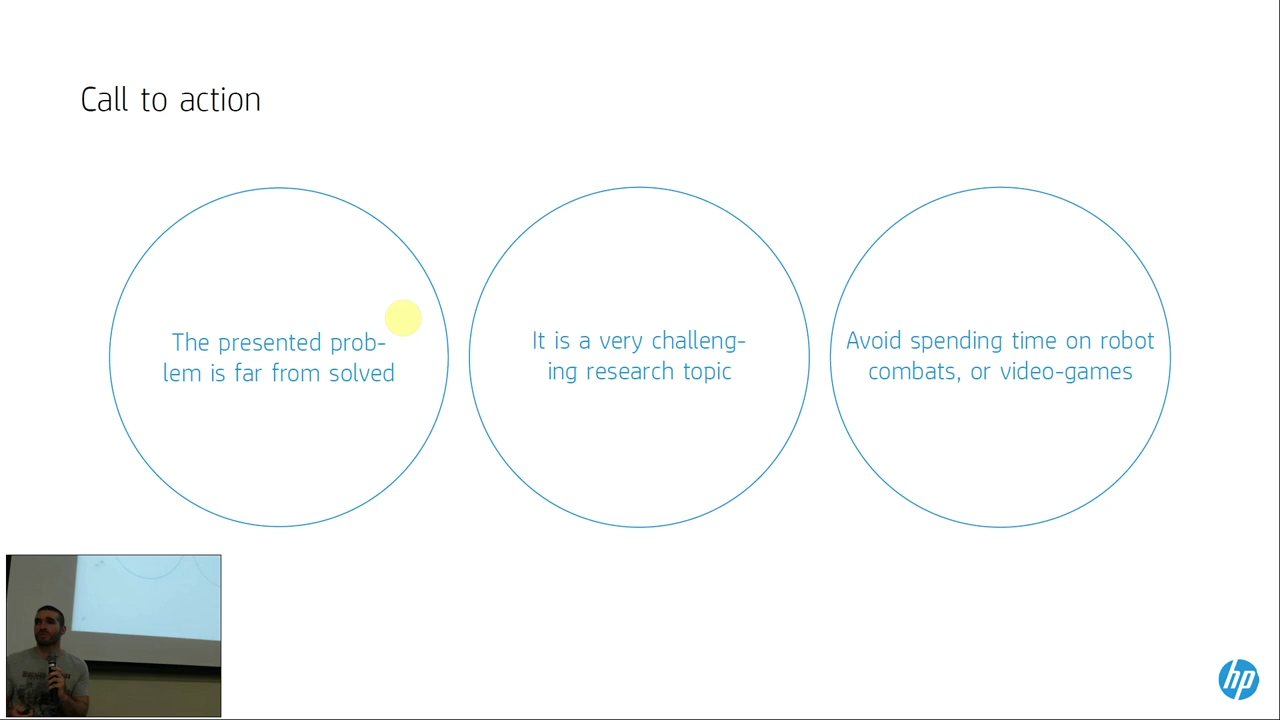 Call to action
The presented prob-
lem is far from solved
It is a very challeng-
ing research topic
Avoid spending time on robot
combats, or video-games
hp